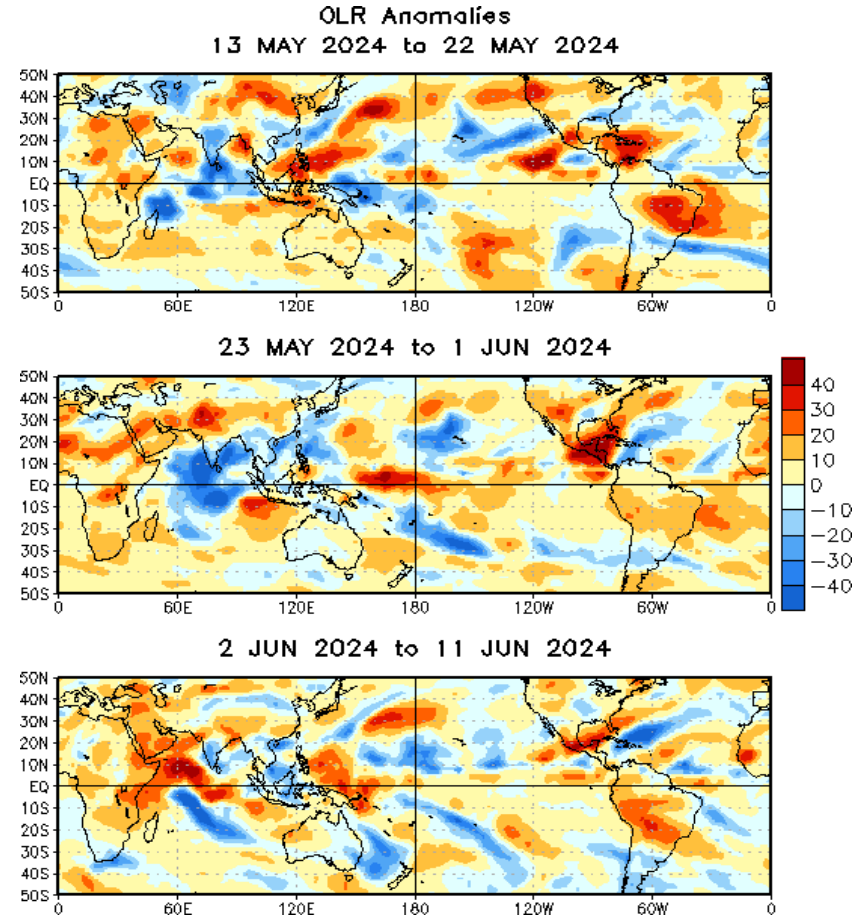 OLR Anomalies
13 MAY 2024 to 22 MAY 2024
50N
40N
30N
20N
10N
EQ
10S
20S
30S
40S
50S
0 60E 120E 180 120W 60W 0
23 MAY 2024 to 1 JUN 2024
50N
40N
30N
20N
10N
EQ
10S
20S
30S
40S
50S
0 60E 120E 180 120W 60W 0
40
30
20
10
0
-10
-20
-30
-40
2 JUN 2024 to 11 JUN 2024
50N
40N
30N
20N
10N
EQ
10S
20S
30S
40S
50S
0 60E 120E 180 120W 60W 0